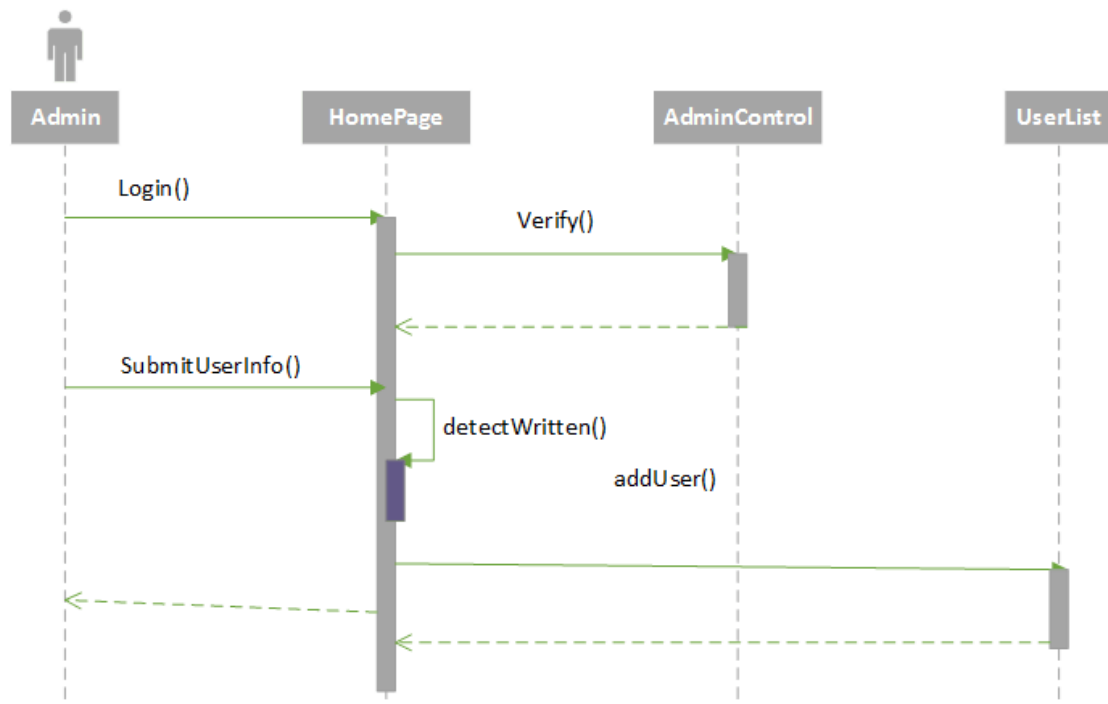 Admin
HomePage
AdminControl
UserList
Login()
Verify()
SubmitUserInfo()
detectWritten()
addUser()